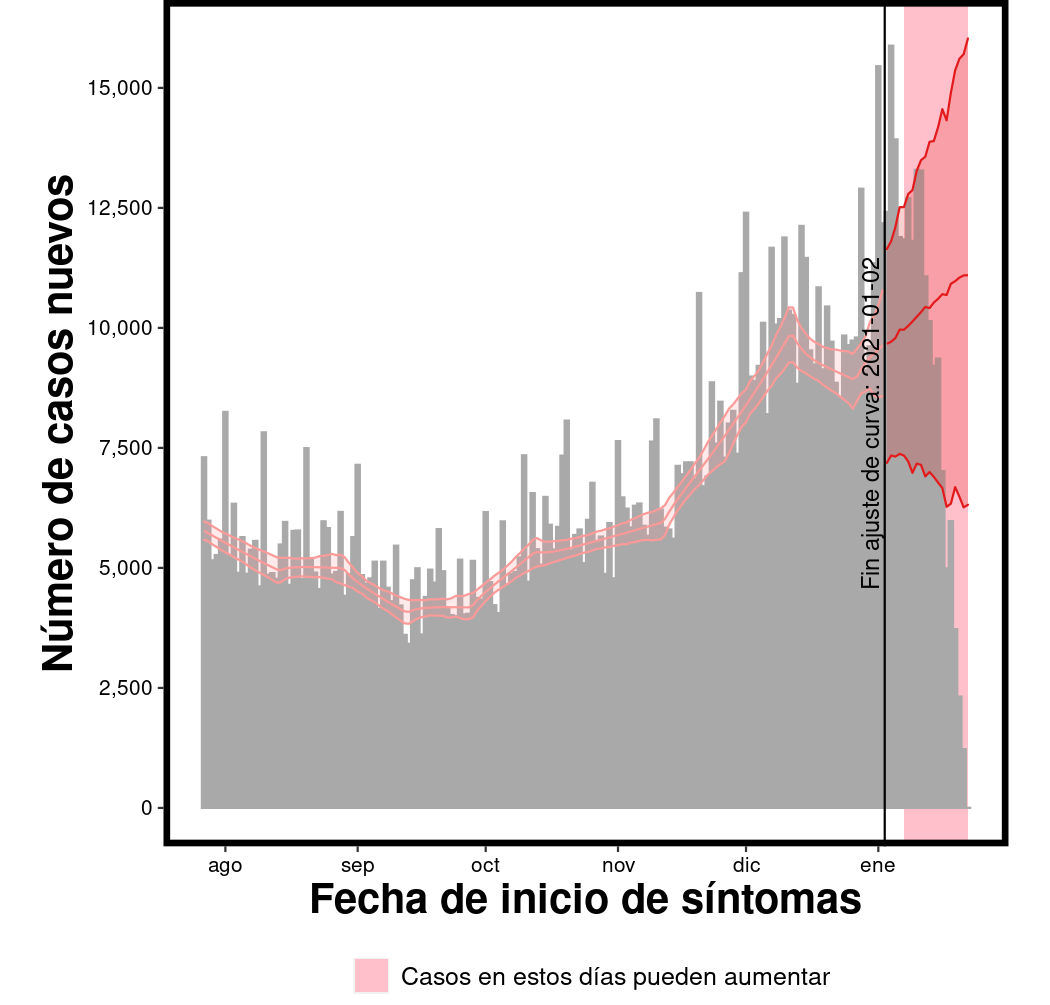 Número de casos nuevos
15,000
12,500
10,000
7,500
5,000
2,500
0
Fin ajuste de curva: 2021-01-02
ago sep oct nov dic ene
Fecha de inicio de síntomas
Casos en estos días pueden aumentar